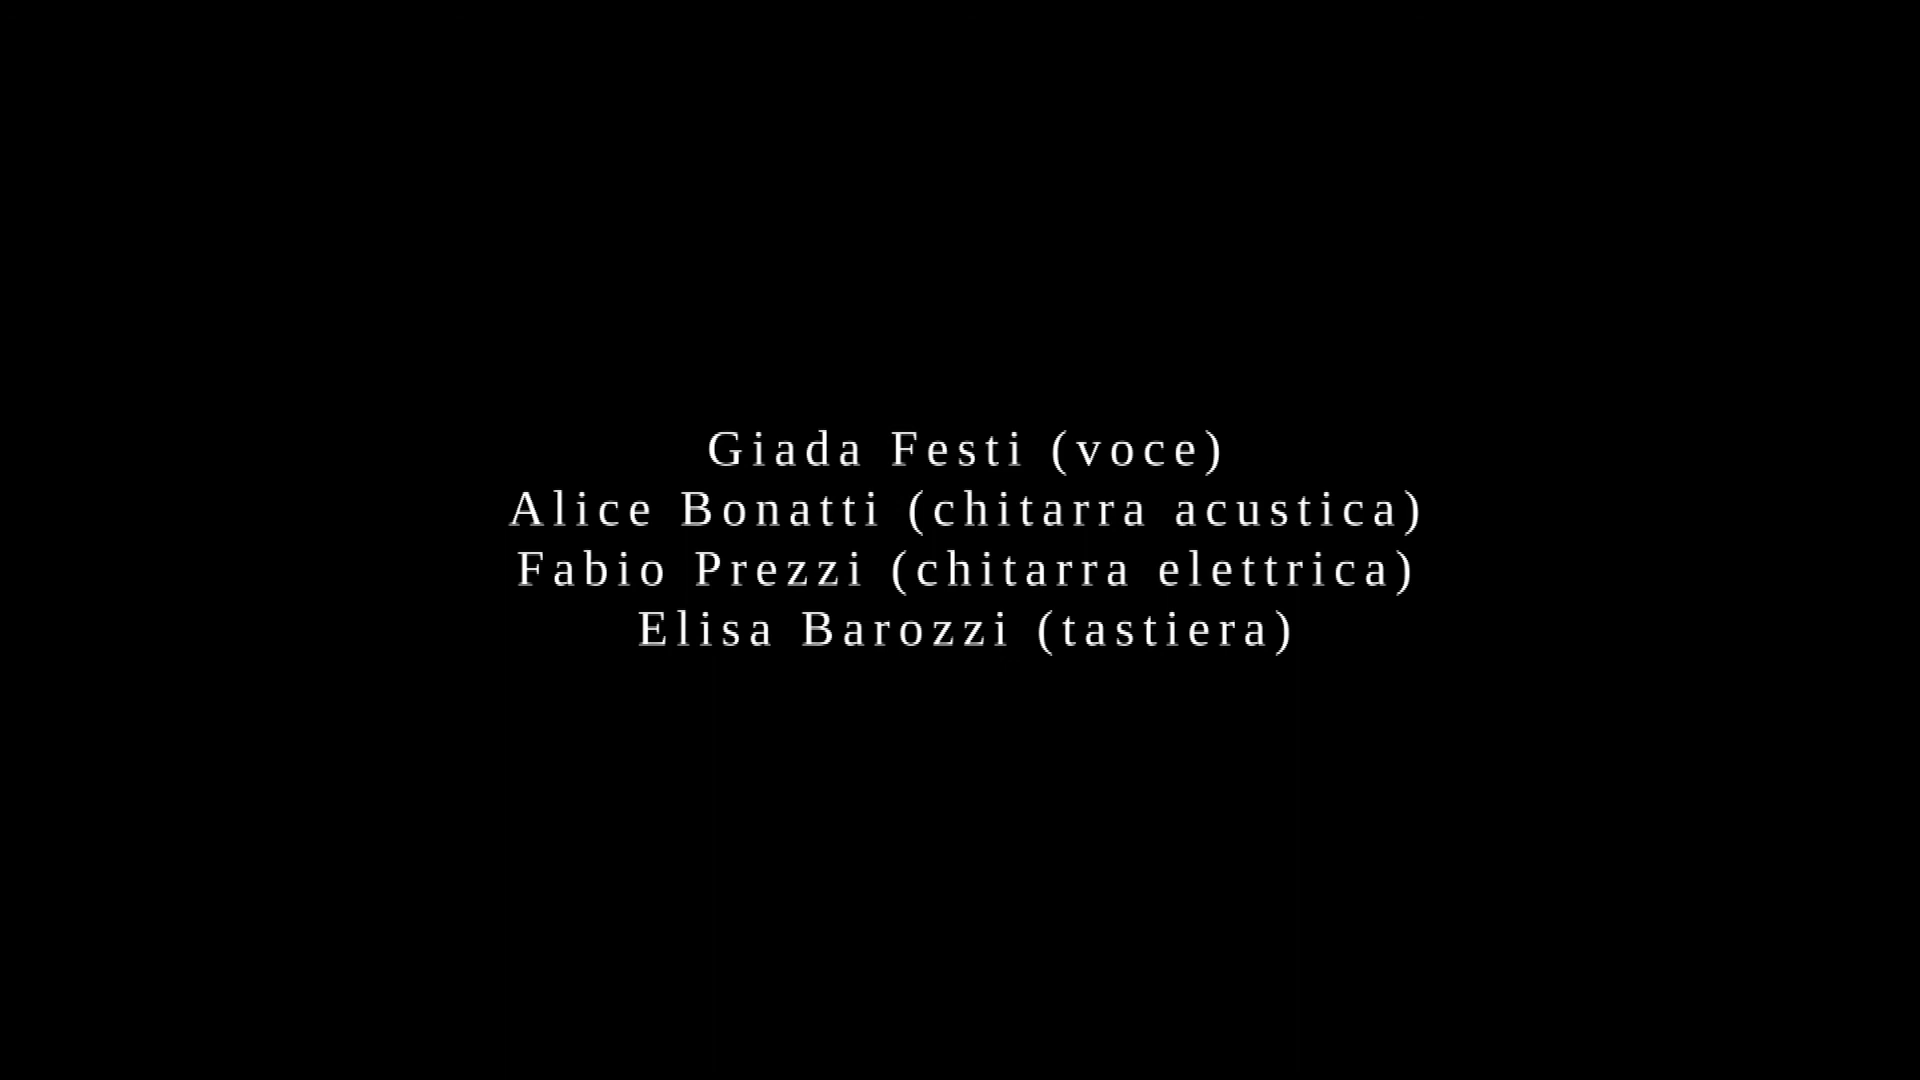 Giada Festi (voce)
Alice Bonatti (chitarra acustica)
Fabio Prezzi (chitarra elettrica)
Elisa Barozzi (tastiera)